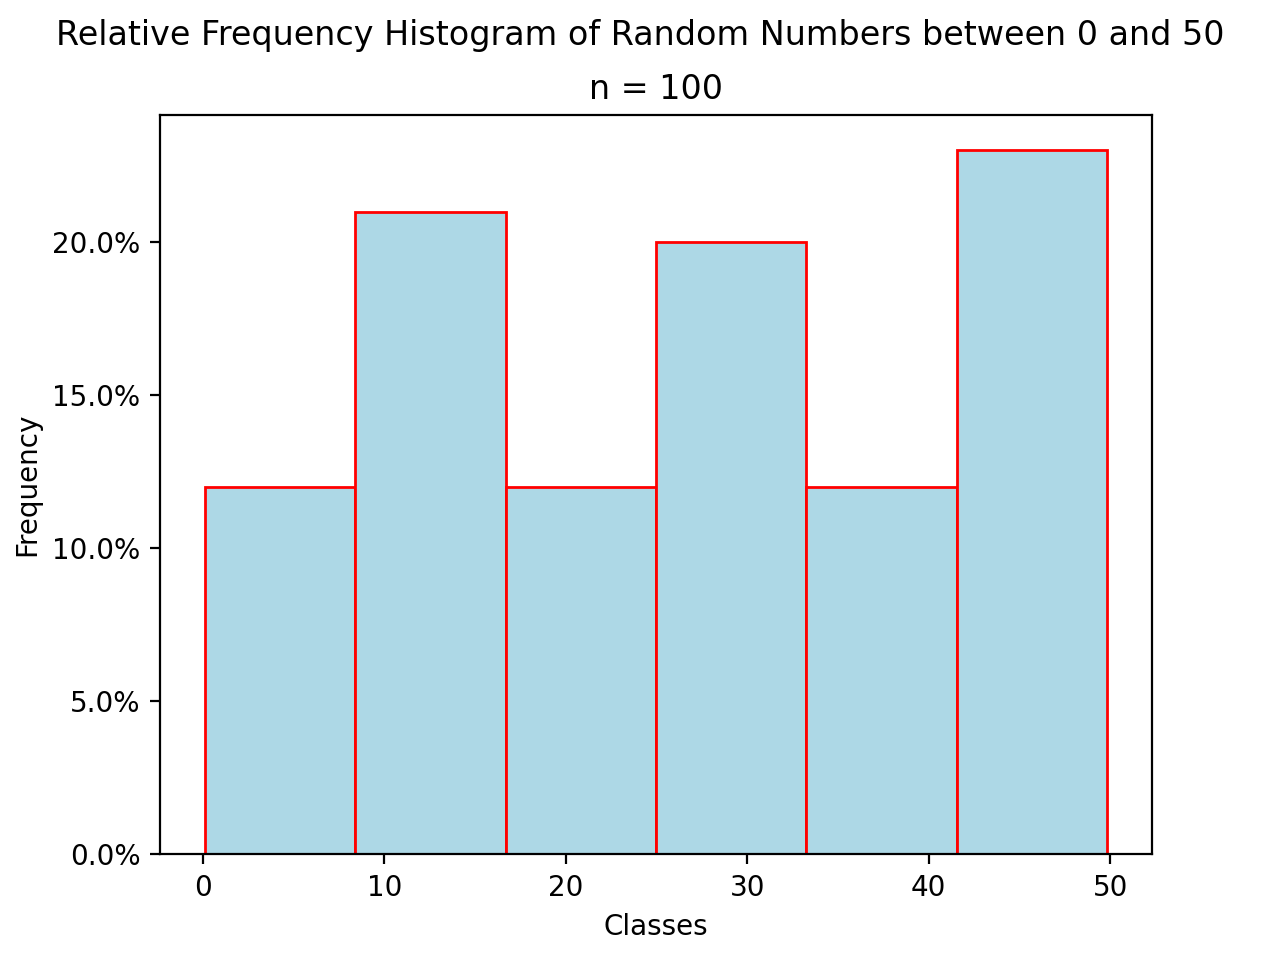 Relative Frequency Histogram of Random Numbers between 0 and 50
n = 100
20.0%
15.0%
10.0%
5.0%
0.0%
Frequency
0 10 20 30 40 50
Classes